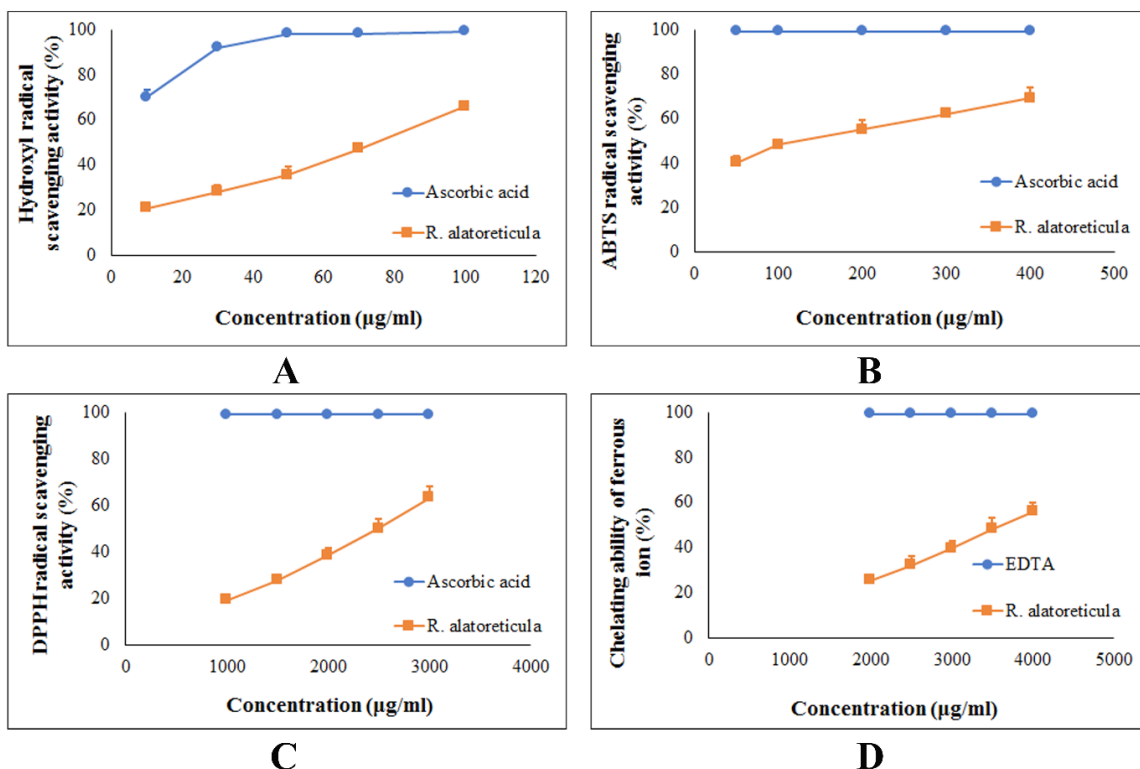 Hydroxyl radical
scavenging activity (%)
100
80
60
40
20
0
0 20 40 60 80 100 120
Ascorbic acid
R. alatoreticula
Concentration (µg/ml)
A
ABTS radical scavenging
activity (%)
100
80
60
40
20
0
0 100 200 300 400 500
Ascorbic acid
R. alatoreticula
Concentration (µg/ml)
B
DPPH radical scavenging
activity (%)
100
80
60
40
20
0
0 1000 2000 3000 4000
Ascorbic acid
R. alatoreticula
Concentration (µg/ml)
C
Chelating ability of ferrous
ion (%)
100
80
60
40
20
0
0 1000 2000 3000 4000 5000
EDTA
R. alatoreticula
Concentration (µg/ml)
D